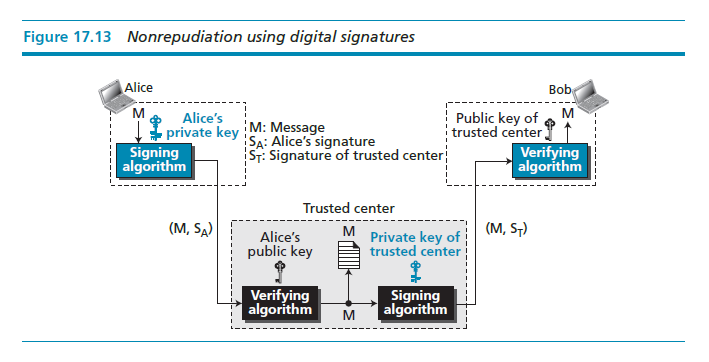 Figure 17.13 Nonrepudiation using digital signatures
Alice
M
Alice's
private key
Signing
algorithm
M: Message
SA: Alice's signature
ST: Signature of trusted center
Bob
Public key of
trusted center
M
Verifying
algorithm
(M, SA)
Trusted center
Alice's
public key
M
Private key of
trusted center
Verifying
algorithm
M
Signing
algorithm
(M, ST)